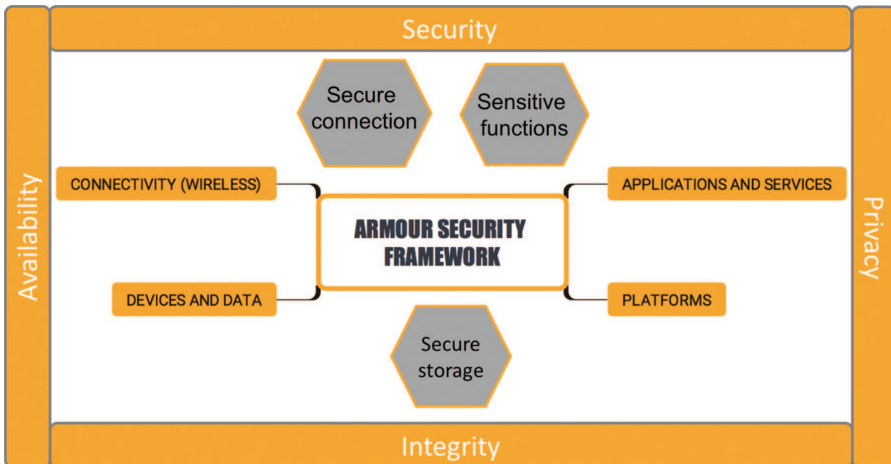 Security
Secure
connection
Sensitive
functions
Availability
CONNECTIVITY (WIRELESS)
APPLICATIONS AND SERVICES
Privacy
ARMOUR SECURITY
FRAMEWORK
DEVICES AND DATA
PLATFORMS
Secure
storage
Integrity